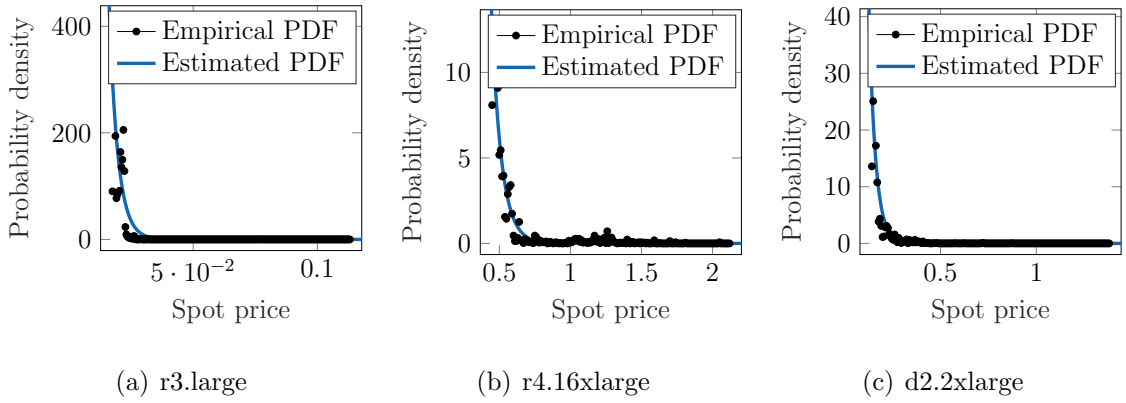 Probability density
400
200
0
Empirical PDF
Estimated PDF
5 · 10⁻²
0.1
Spot price
(a) r3.large
Probability density
10
5
0
Empirical PDF
Estimated PDF
0.5
1
1.5
2
Spot price
(b) r4.16xlarge
Probability density
40
30
20
10
0
Empirical PDF
Estimated PDF
0.5
1
Spot price
(c) d2.2xlarge